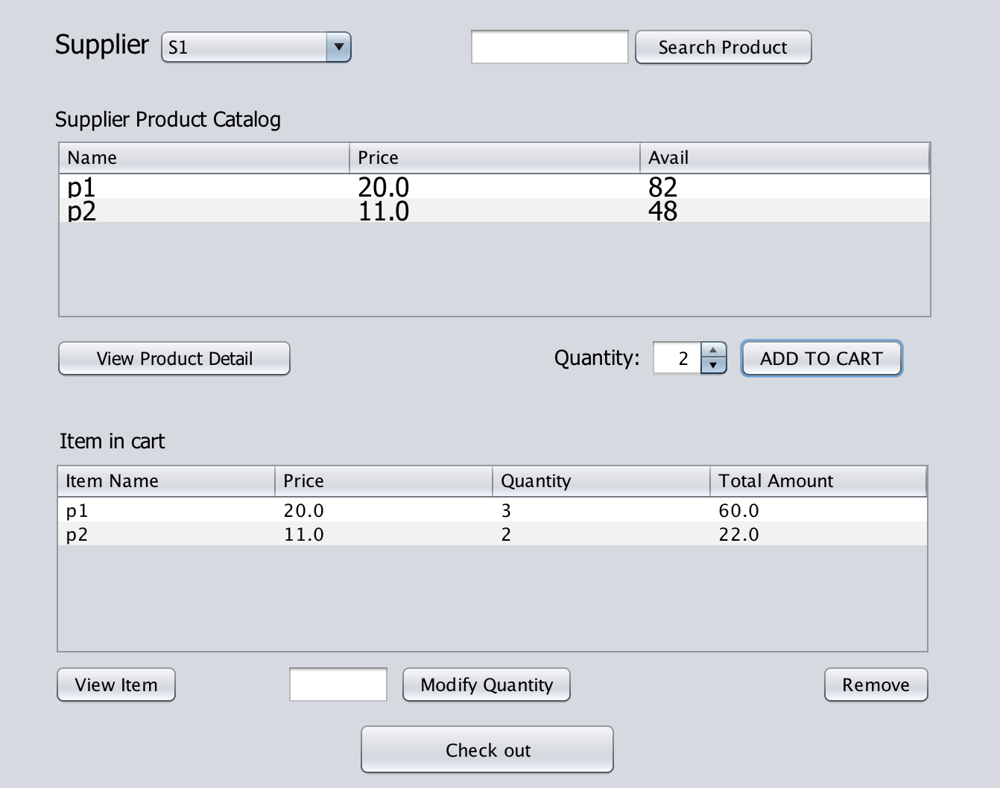 Supplier S1 Search Product
Supplier Product Catalog
Name Price Avail
p1 20.0 82
p2 11.0 48
View Product Detail Quantity: 2 ADD TO CART
Item in cart
Item Name Price Quantity Total Amount
p1 20.0 3 60.0
p2 11.0 2 22.0
View Item Modify Quantity Remove
Check out